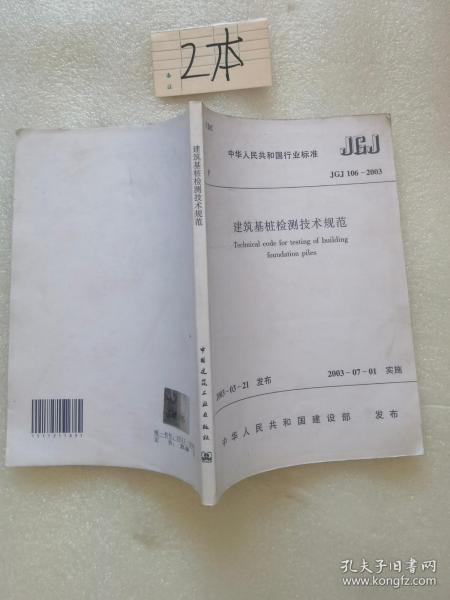 2本
中华人民共和国行业标准
JGJ
P
JGJ 106-2003
建筑基桩检测技术规范
Technical code for testing of building
foundation piles
2003-03-21 发布
2003-07-01 实施
中华人民共和国建设部 发布
建筑基桩检测技术规范
中国建筑工业出版社
孔夫子旧书网
www.kongfz.com